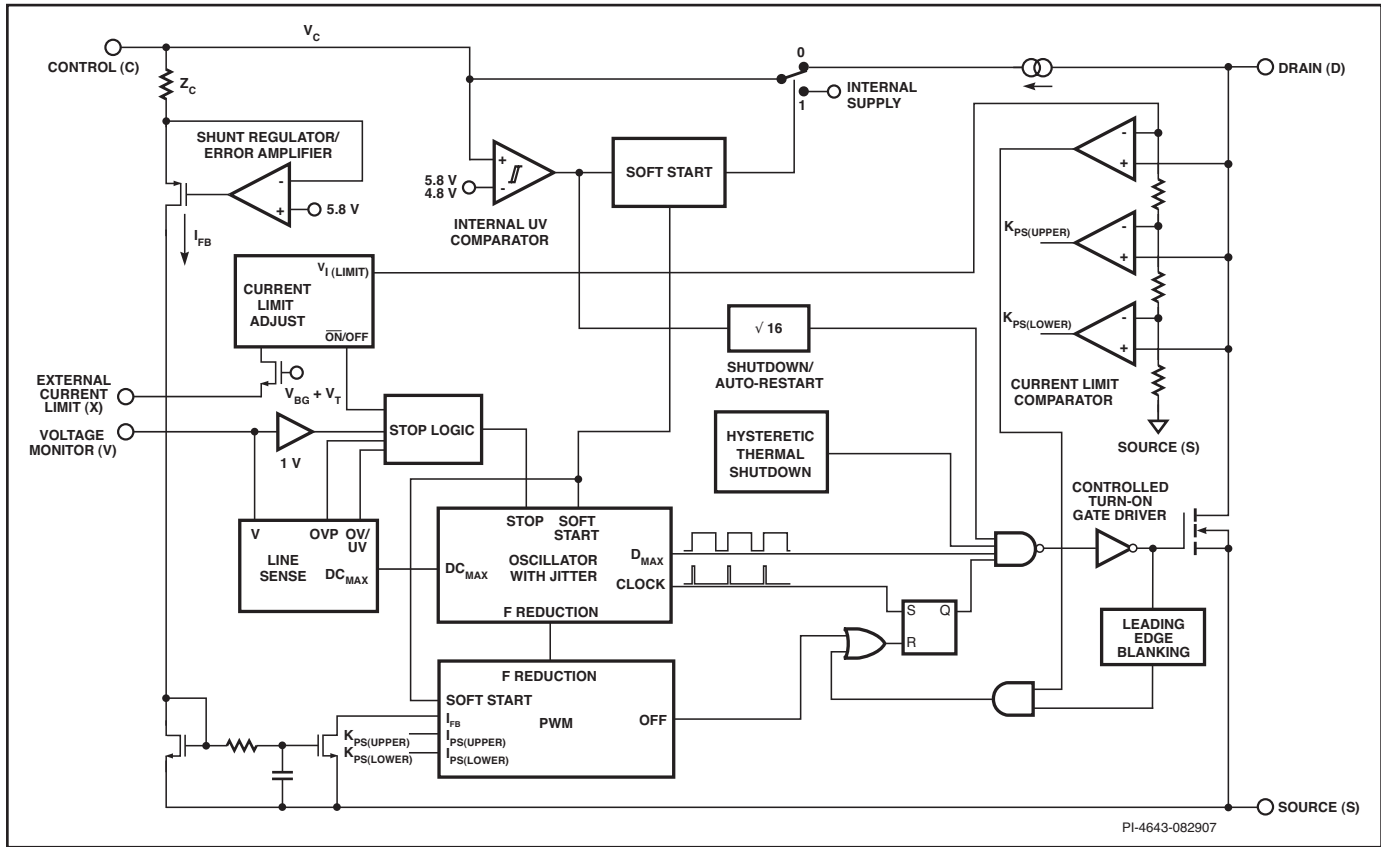 V_C
0
CONTROL (C)
DRAIN (D)
Z_C
INTERNAL
SUPPLY
1
SHUNT REGULATOR/
ERROR AMPLIFIER
-
+
5.8 V
I_FB
+
-
5.8 V
4.8 V
INTERNAL UV
COMPARATOR
SOFT START
-
+
K_PS(UPPER)
-
+
K_PS(LOWER)
-
+
CURRENT LIMIT
COMPARATOR
SOURCE (S)
V_I (LIMIT)
CURRENT
LIMIT
ADJUST
O̅N̅/OFF
√ 16
SHUTDOWN/
AUTO-RESTART
EXTERNAL
CURRENT
LIMIT (X)
V_BG + V_T
VOLTAGE
MONITOR (V)
1 V
STOP LOGIC
HYSTERETIC
THERMAL
SHUTDOWN
CONTROLLED
TURN-ON
GATE DRIVER
V
OVP
OV/
UV
LINE
SENSE
DC_MAX
STOP
SOFT
START
DC_MAX
OSCILLATOR
WITH JITTER
D_MAX
CLOCK
F REDUCTION
S
Q
R
LEADING
EDGE
BLANKING
F REDUCTION
SOFT START
I_FB
PWM
OFF
K_PS(UPPER)
I_PS(UPPER)
K_PS(LOWER)
I_PS(LOWER)
SOURCE (S)
PI-4643-082907